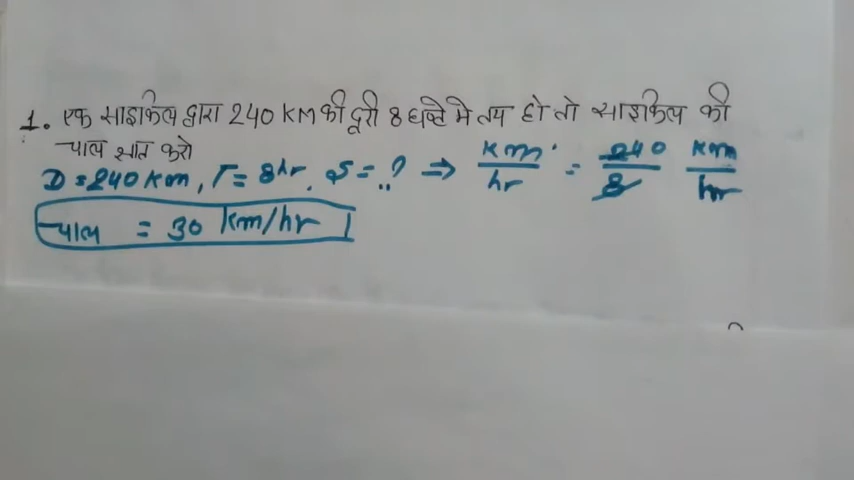 1. एक साइकिल द्वारा 240 KM की दूरी 8 घण्टे मे तय हो तो साइकिल की
चाल ज्ञात करो
D = 240 km, T = 8 hr, S = ? ⇒ km/hr = 240/8 km/hr
चाल = 30 km/hr